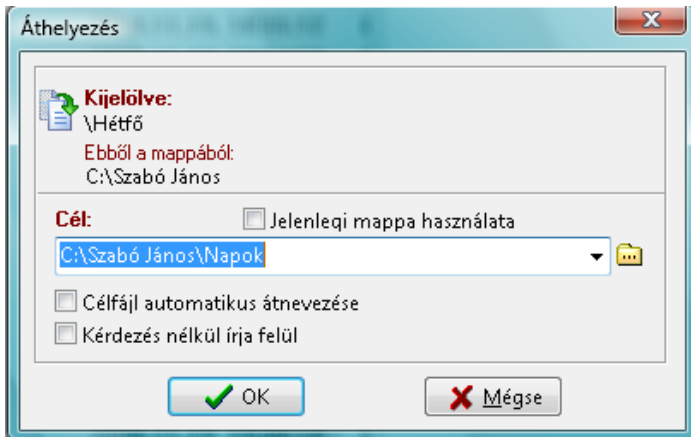 Áthelyezés
Kijelölve:
\Hétfő
Ebből a mappából:
C:\Szabó János
Cél:
Jelenlegi mappa használata
C:\Szabó János\Napok
Célfájl automatikus átnevezése
Kérdezés nélkül írja felül
OK
Mégse